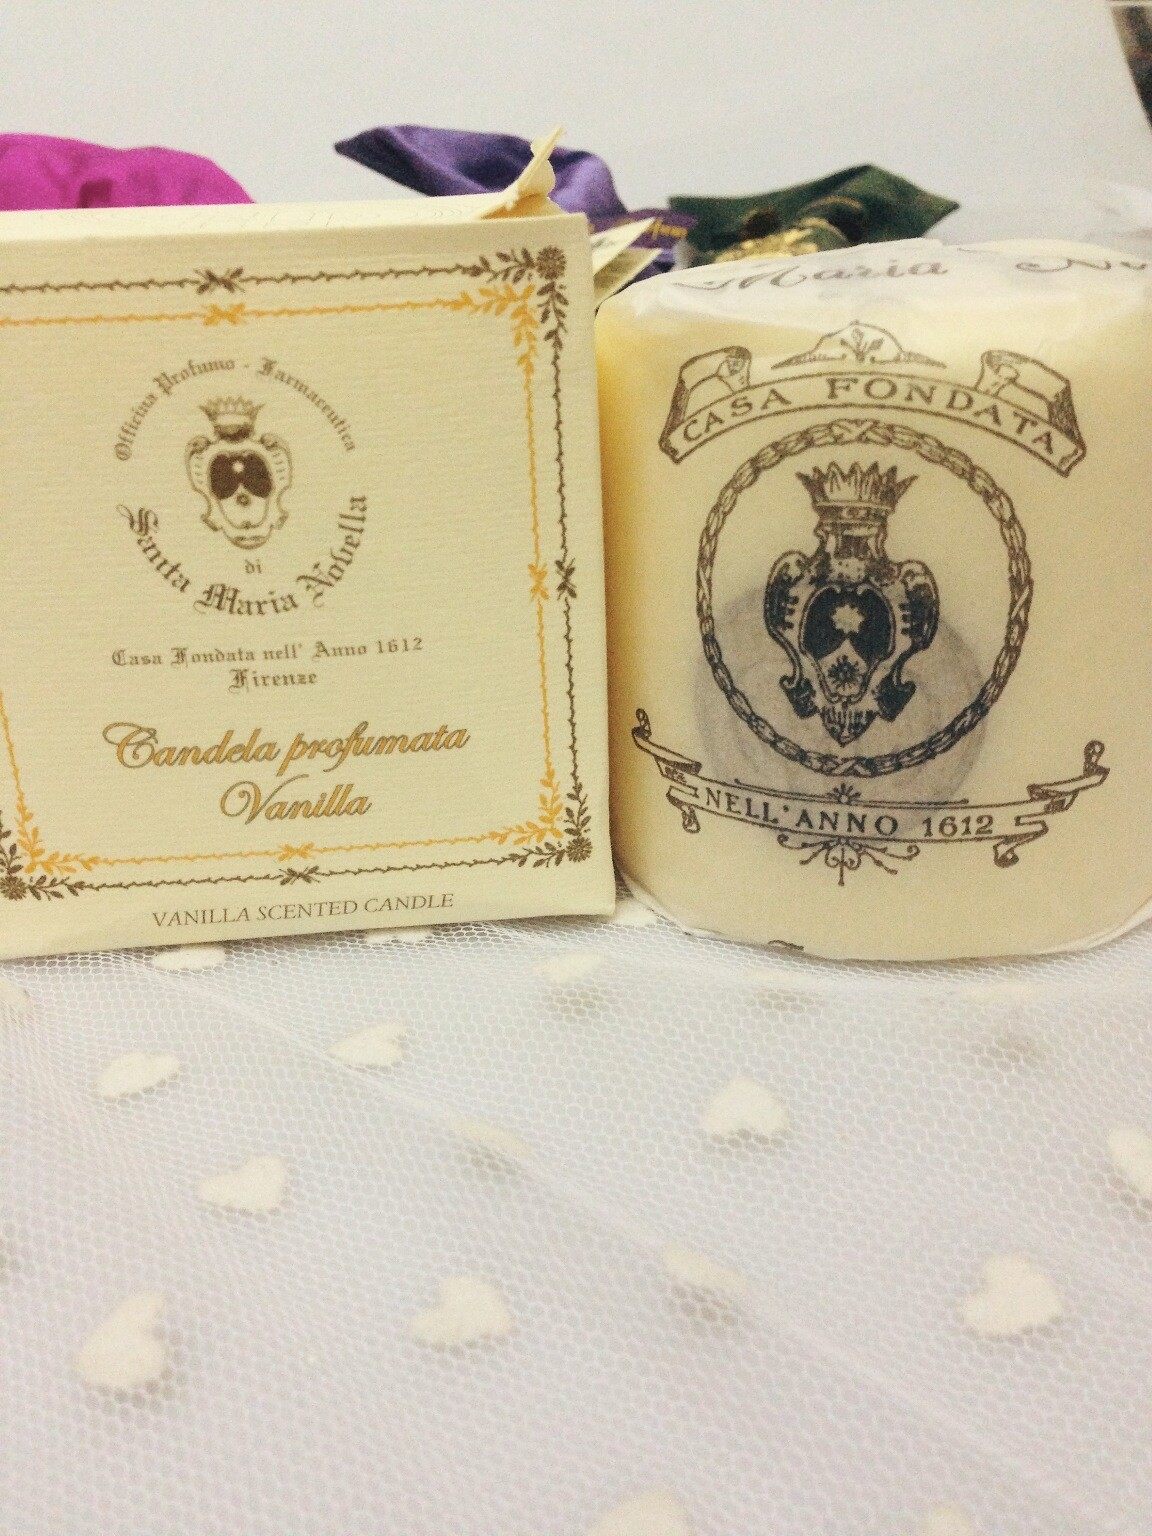 Officina Profumo - Farmaceutica
di
Santa Maria Novella
Casa Fondata nell' Anno 1612
Firenze
Candela profumata
Vanilla
VANILLA SCENTED CANDLE
Maria
CASA FONDATA
NELL'ANNO 1612